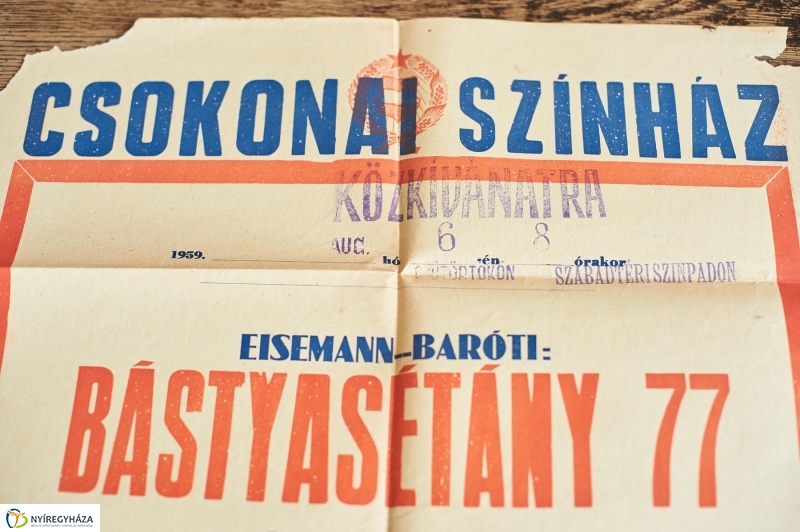 CSOKONAI SZÍNHÁZ
KÖZKÍVÁNATRA
1959. AUG. hó 6 -én 8 órakor
CSÜTÖRTÖKÖN SZABADTÉRI SZINPADON
EISEMANN–BARÓTI:
BÁSTYASÉTÁNY 77
NYÍREGYHÁZA